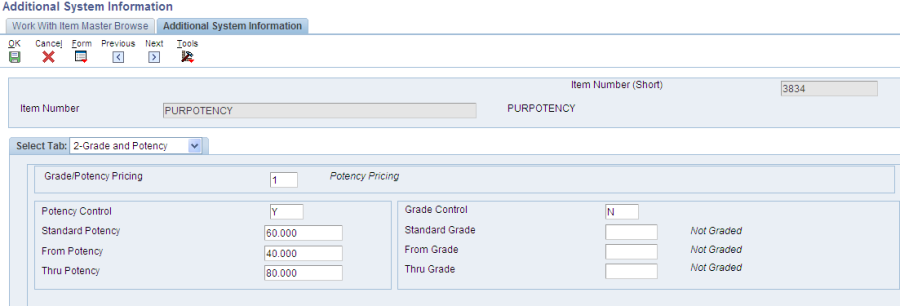 Additional System Information
Work With Item Master Browse Additional System Information
OK Cancel Form Previous Next Tools
Item Number (Short) 3834
Item Number PURPOTENCY PURPOTENCY
Select Tab: 2-Grade and Potency
Grade/Potency Pricing 1 Potency Pricing
Potency Control Y Grade Control N
Standard Potency 60.000 Standard Grade Not Graded
From Potency 40.000 From Grade Not Graded
Thru Potency 80.000 Thru Grade Not Graded